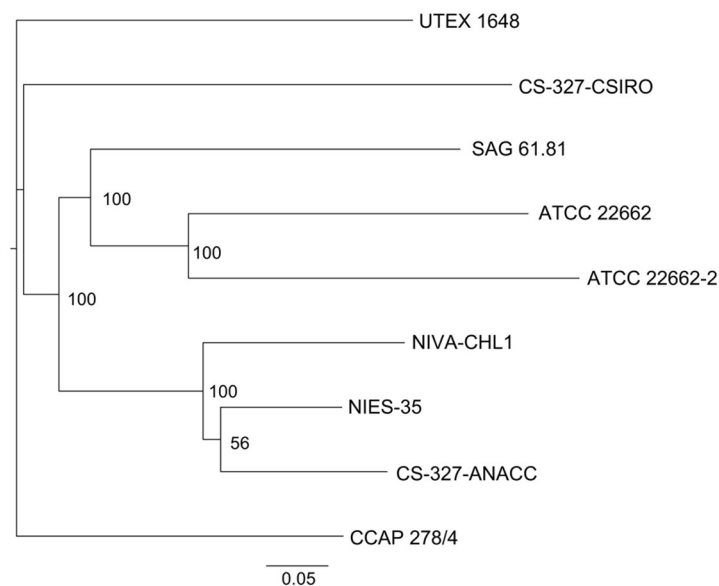 UTEX 1648
CS-327-CSIRO
SAG 61.81
100
ATCC 22662
100
ATCC 22662-2
100
NIVA-CHL1
100
NIES-35
56
CS-327-ANACC
CCAP 278/4
0.05